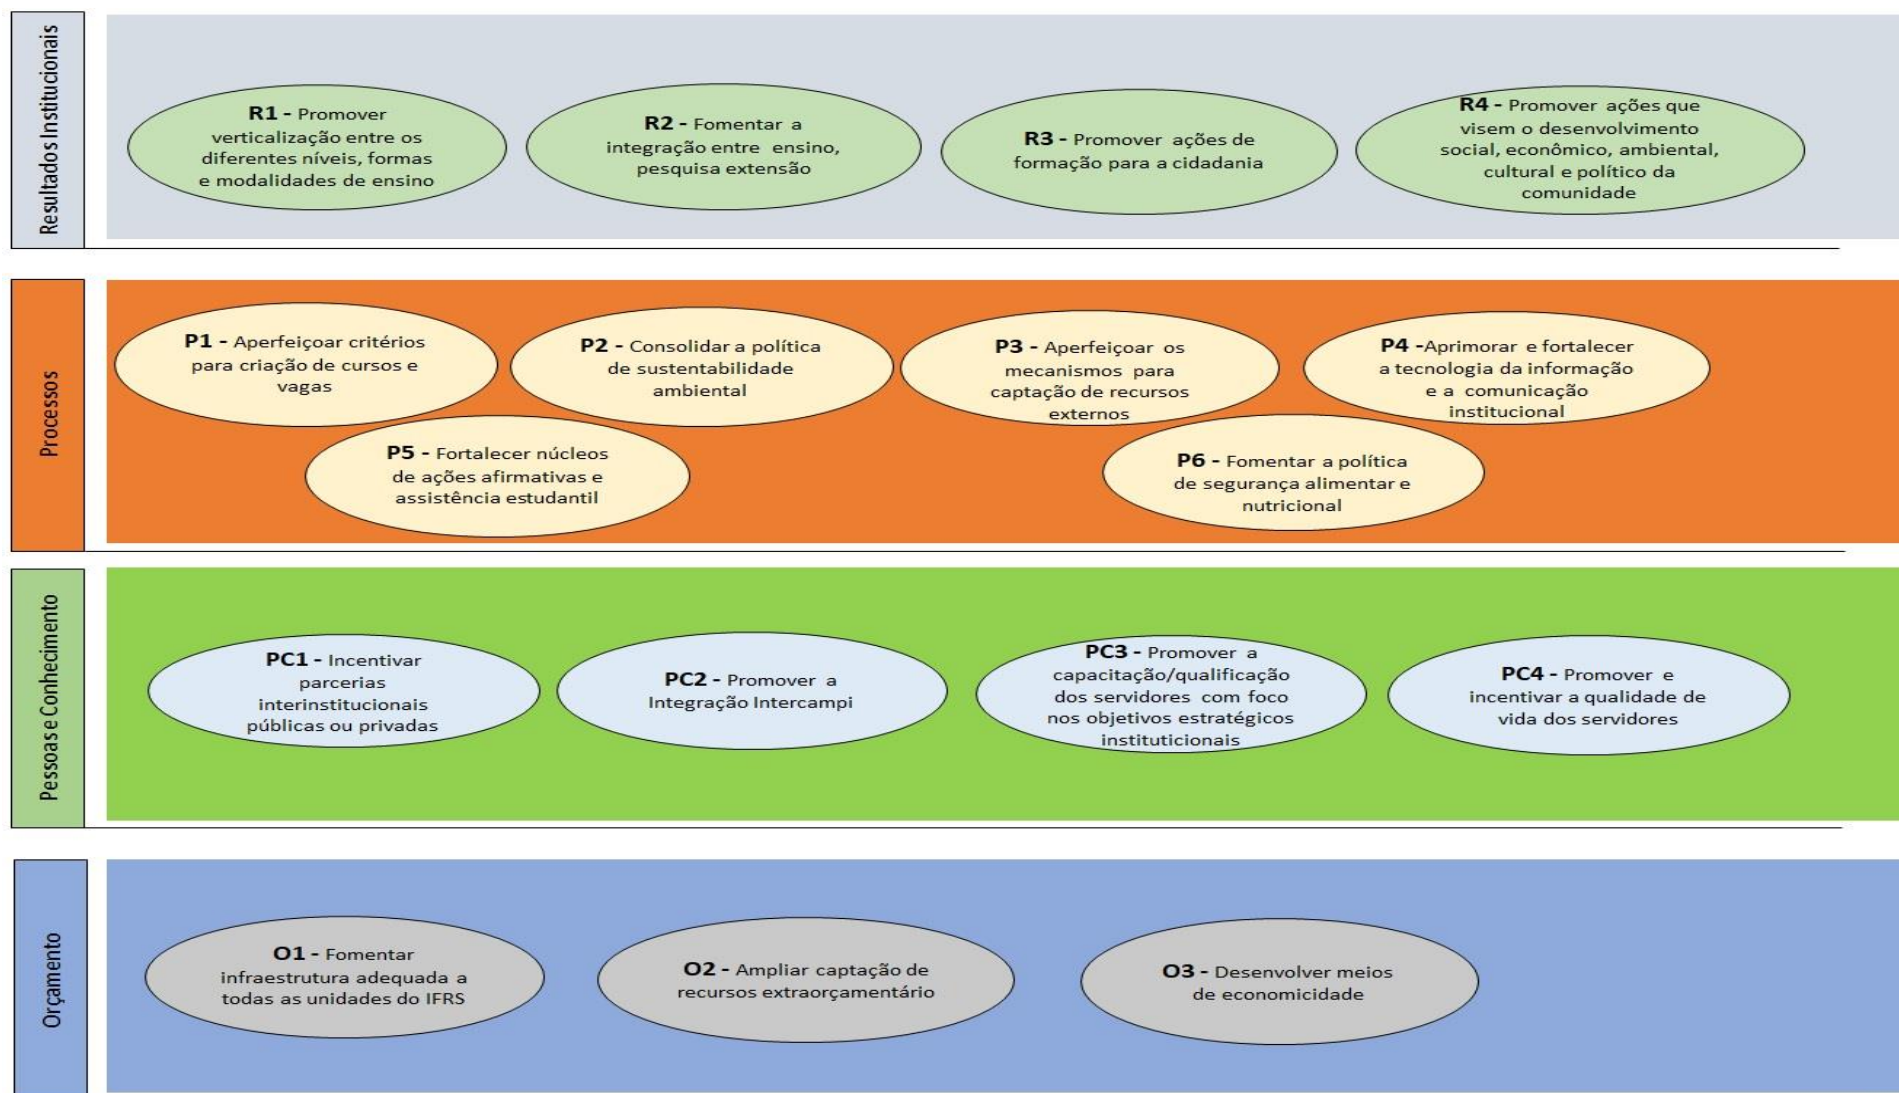 Resultados Institucionais
R1 - Promover
verticalização entre os
diferentes níveis, formas
e modalidades de ensino
R2 - Fomentar a
integração entre ensino,
pesquisa extensão
R3 - Promover ações de
formação para a cidadania
R4 - Promover ações que
visem o desenvolvimento
social, econômico, ambiental,
cultural e político da
comunidade
Processos
P1 - Aperfeiçoar critérios
para criação de cursos e
vagas
P2 - Consolidar a política
de sustentabilidade
ambiental
P3 - Aperfeiçoar os
mecanismos para
captação de recursos
externos
P4 -Aprimorar e fortalecer
a tecnologia da informação
e a comunicação
institucional
P5 - Fortalecer núcleos
de ações afirmativas e
assistência estudantil
P6 - Fomentar a política
de segurança alimentar e
nutricional
Pessoas e Conhecimento
PC1 - Incentivar
parcerias
interinstitucionais
públicas ou privadas
PC2 - Promover a
Integração Intercampi
PC3 - Promover a
capacitação/qualificação
dos servidores com foco
nos objetivos estratégicos
instituticionais
PC4 - Promover e
incentivar a qualidade de
vida dos servidores
Orçamento
O1 - Fomentar
infraestrutura adequada a
todas as unidades do IFRS
O2 - Ampliar captação de
recursos extraorçamentário
O3 - Desenvolver meios
de economicidade